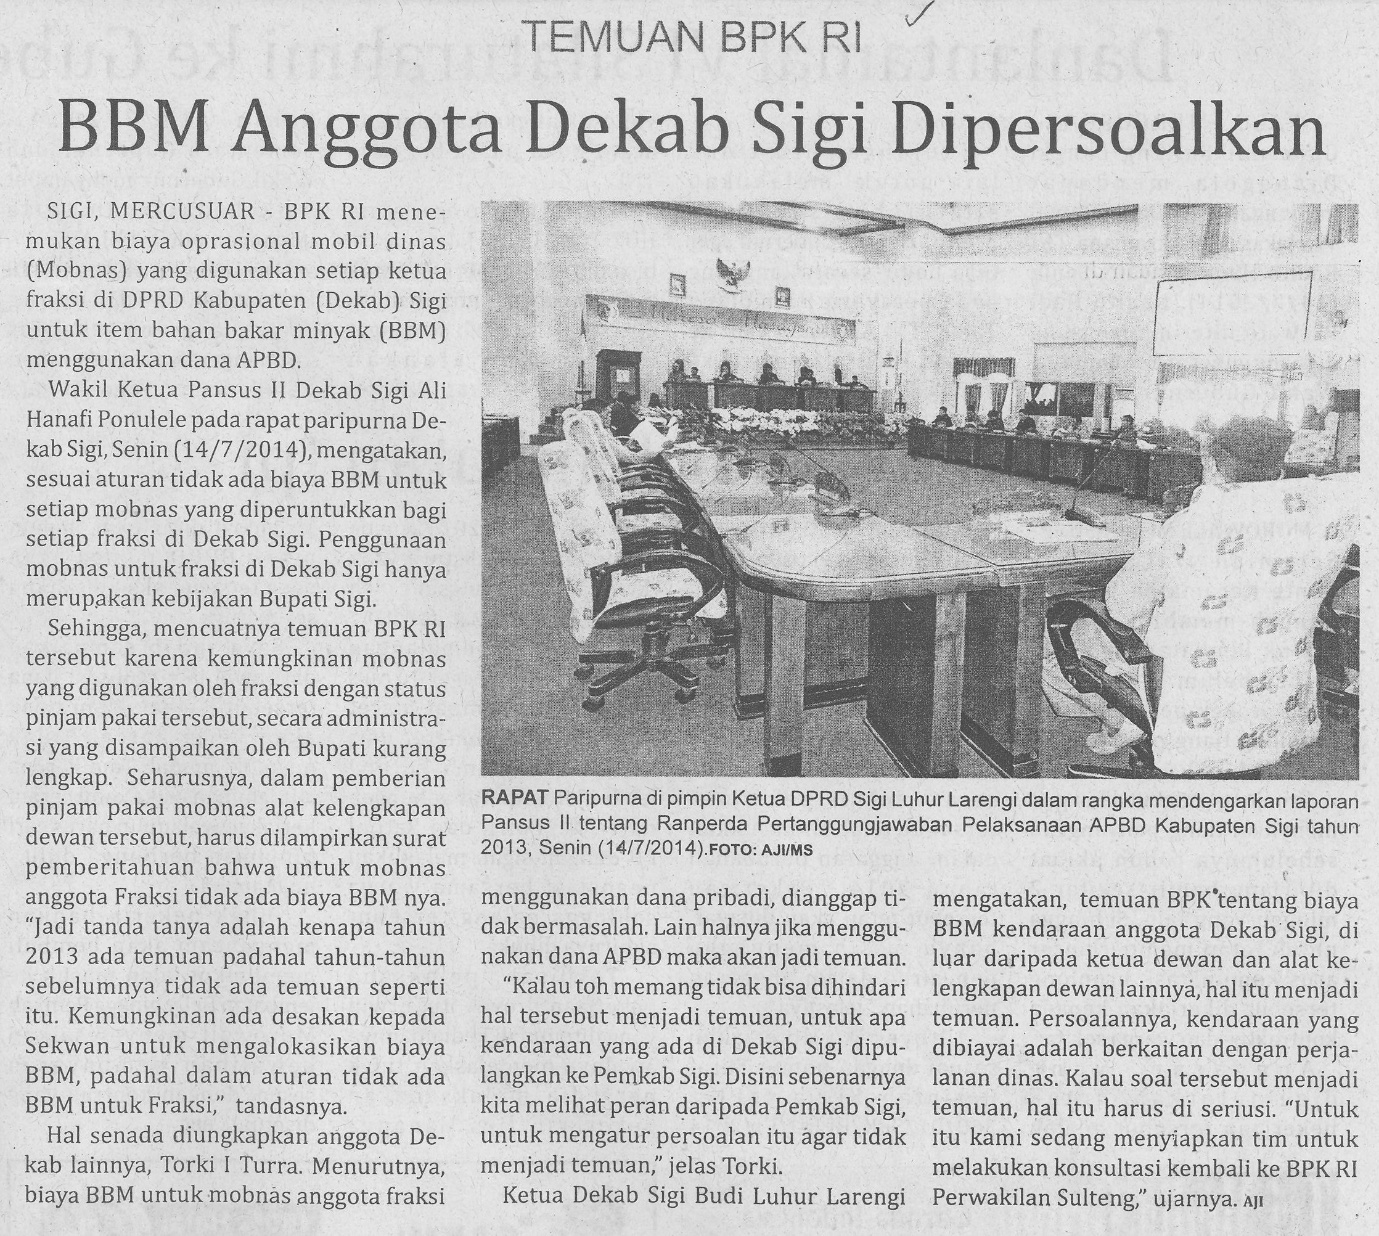 TEMUAN BPK RI
BBM Anggota Dekab Sigi Dipersoalkan
SIGI, MERCUSUAR - BPK RI mene-
mukan biaya oprasional mobil dinas
(Mobnas) yang digunakan setiap ketua
fraksi di DPRD Kabupaten (Dekab) Sigi
untuk item bahan bakar minyak (BBM)
menggunakan dana APBD.
Wakil Ketua Pansus II Dekab Sigi Ali
Hanafi Ponulele pada rapat paripurna De-
kab Sigi, Senin (14/7/2014), mengatakan,
sesuai aturan tidak ada biaya BBM untuk
setiap mobnas yang diperuntukkan bagi
setiap fraksi di Dekab Sigi. Penggunaan
mobnas untuk fraksi di Dekab Sigi hanya
merupakan kebijakan Bupati Sigi.
Sehingga, mencuatnya temuan BPK RI
tersebut karena kemungkinan mobnas
yang digunakan oleh fraksi dengan status
pinjam pakai tersebut, secara administra-
si yang disampaikan oleh Bupati kurang
lengkap. Seharusnya, dalam pemberian
pinjam pakai mobnas alat kelengkapan
dewan tersebut, harus dilampirkan surat
pemberitahuan bahwa untuk mobnas
anggota Fraksi tidak ada biaya BBM nya.
“Jadi tanda tanya adalah kenapa tahun
2013 ada temuan padahal tahun-tahun
sebelumnya tidak ada temuan seperti
itu. Kemungkinan ada desakan kepada
Sekwan untuk mengalokasikan biaya
BBM, padahal dalam aturan tidak ada
BBM untuk Fraksi,” tandasnya.
Hal senada diungkapkan anggota De-
kab lainnya, Torki I Turra. Menurutnya,
biaya BBM untuk mobnas anggota fraksi
RAPAT Paripurna di pimpin Ketua DPRD Sigi Luhur Larengi dalam rangka mendengarkan laporan
Pansus II tentang Ranperda Pertanggungjawaban Pelaksanaan APBD Kabupaten Sigi tahun
2013, Senin (14/7/2014).FOTO: AJI/MS
menggunakan dana pribadi, dianggap ti-
dak bermasalah. Lain halnya jika menggu-
nakan dana APBD maka akan jadi temuan.
“Kalau toh memang tidak bisa dihindari
hal tersebut menjadi temuan, untuk apa
kendaraan yang ada di Dekab Sigi dipu-
langkan ke Pemkab Sigi. Disini sebenarnya
kita melihat peran daripada Pemkab Sigi,
untuk mengatur persoalan itu agar tidak
menjadi temuan,” jelas Torki.
Ketua Dekab Sigi Budi Luhur Larengi
mengatakan, temuan BPK tentang biaya
BBM kendaraan anggota Dekab Sigi, di
luar daripada ketua dewan dan alat ke-
lengkapan dewan lainnya, hal itu menjadi
temuan. Persoalannya, kendaraan yang
dibiayai adalah berkaitan dengan perja-
lanan dinas. Kalau soal tersebut menjadi
temuan, hal itu harus di seriusi. “Untuk
itu kami sedang menyiapkan tim untuk
melakukan konsultasi kembali ke BPK RI
Perwakilan Sulteng,” ujarnya. AJI